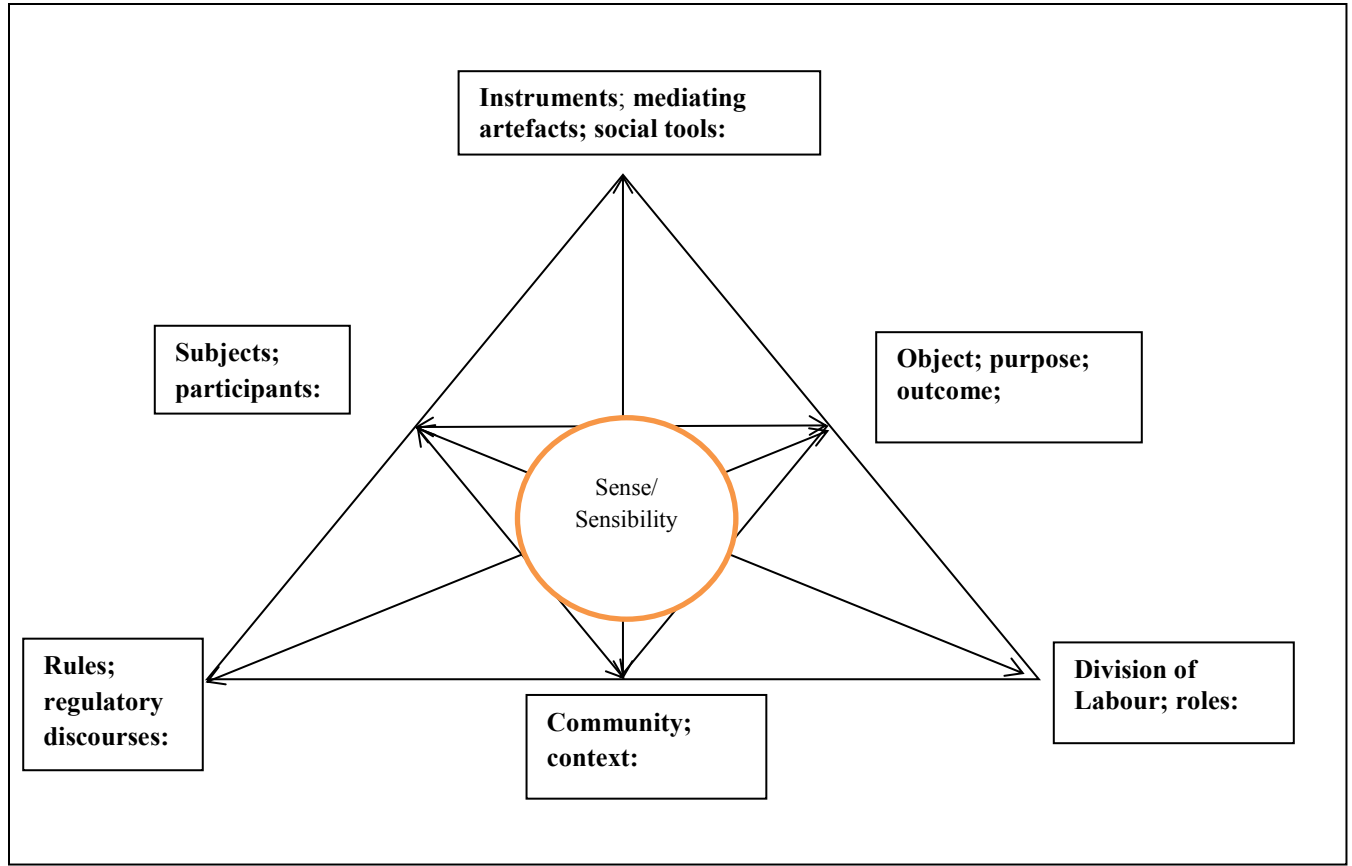 Instruments; mediating
artefacts; social tools:
Subjects;
participants:
Object; purpose;
outcome;
Sense/
Sensibility
Rules;
regulatory
discourses:
Community;
context:
Division of
Labour; roles: